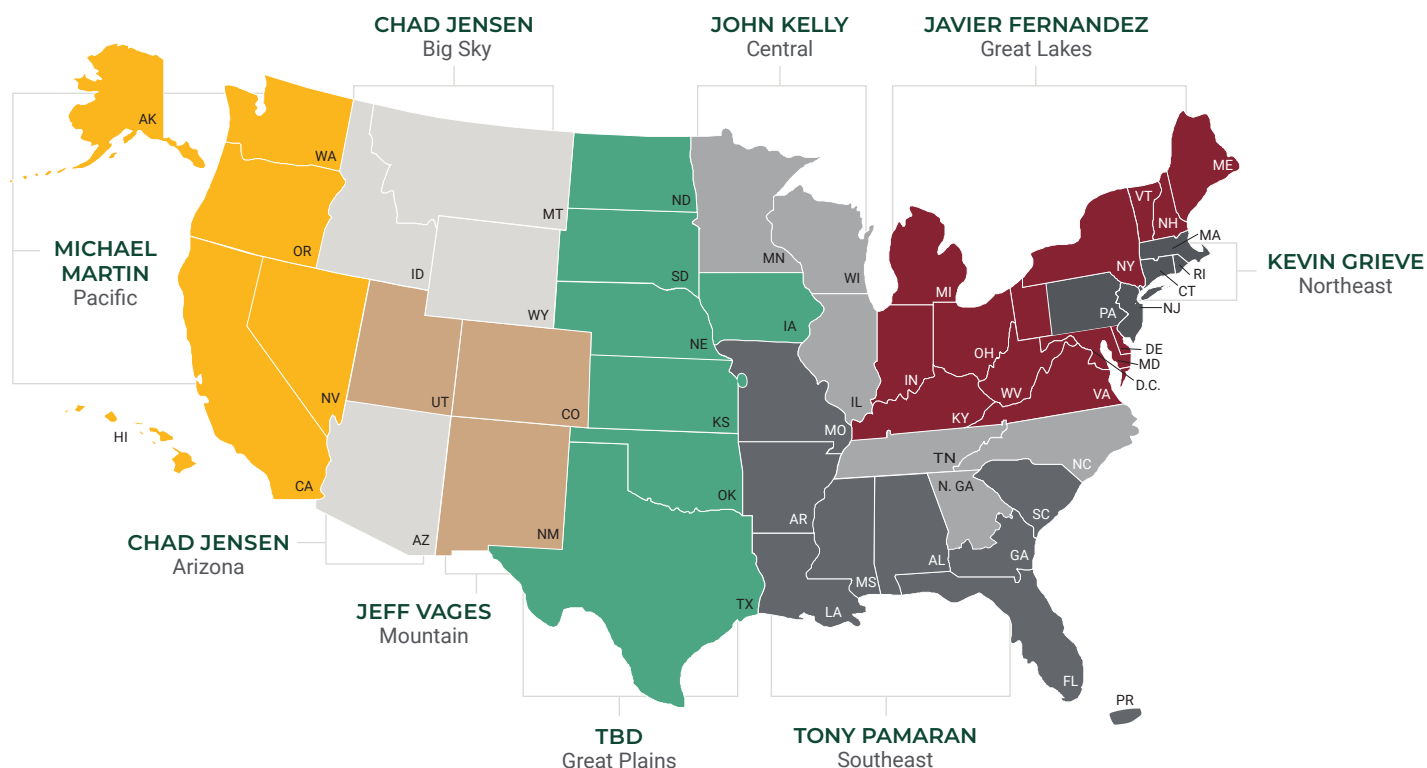 CHAD JENSEN
Big Sky
JOHN KELLY
Central
JAVIER FERNANDEZ
Great Lakes
MICHAEL
MARTIN
Pacific
KEVIN GRIEVE
Northeast
CHAD JENSEN
Arizona
JEFF VAGES
Mountain
TBD
Great Plains
TONY PAMARAN
Southeast
AK
WA
OR
NV
CA
HI
MT
ID
WY
AZ
UT
CO
NM
ND
SD
NE
IA
KS
OK
TX
MN
WI
IL
TN
NC
N. GA
MO
AR
LA
MS
AL
GA
SC
FL
PR
MI
IN
OH
KY
WV
VA
NY
VT
NH
ME
MA
RI
CT
NJ
PA
DE
MD
D.C.